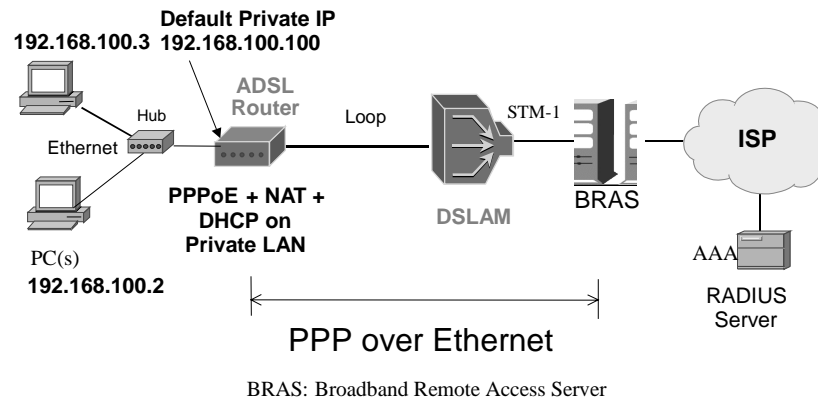 Default Private IP
192.168.100.3
192.168.100.100
ADSL
Router
Hub
Ethernet
Loop
STM-1
ISP
BRAS
DSLAM
PPPoE + NAT +
DHCP on
Private LAN
PC(s)
192.168.100.2
AAA
RADIUS
Server
PPP over Ethernet
BRAS: Broadband Remote Access Server